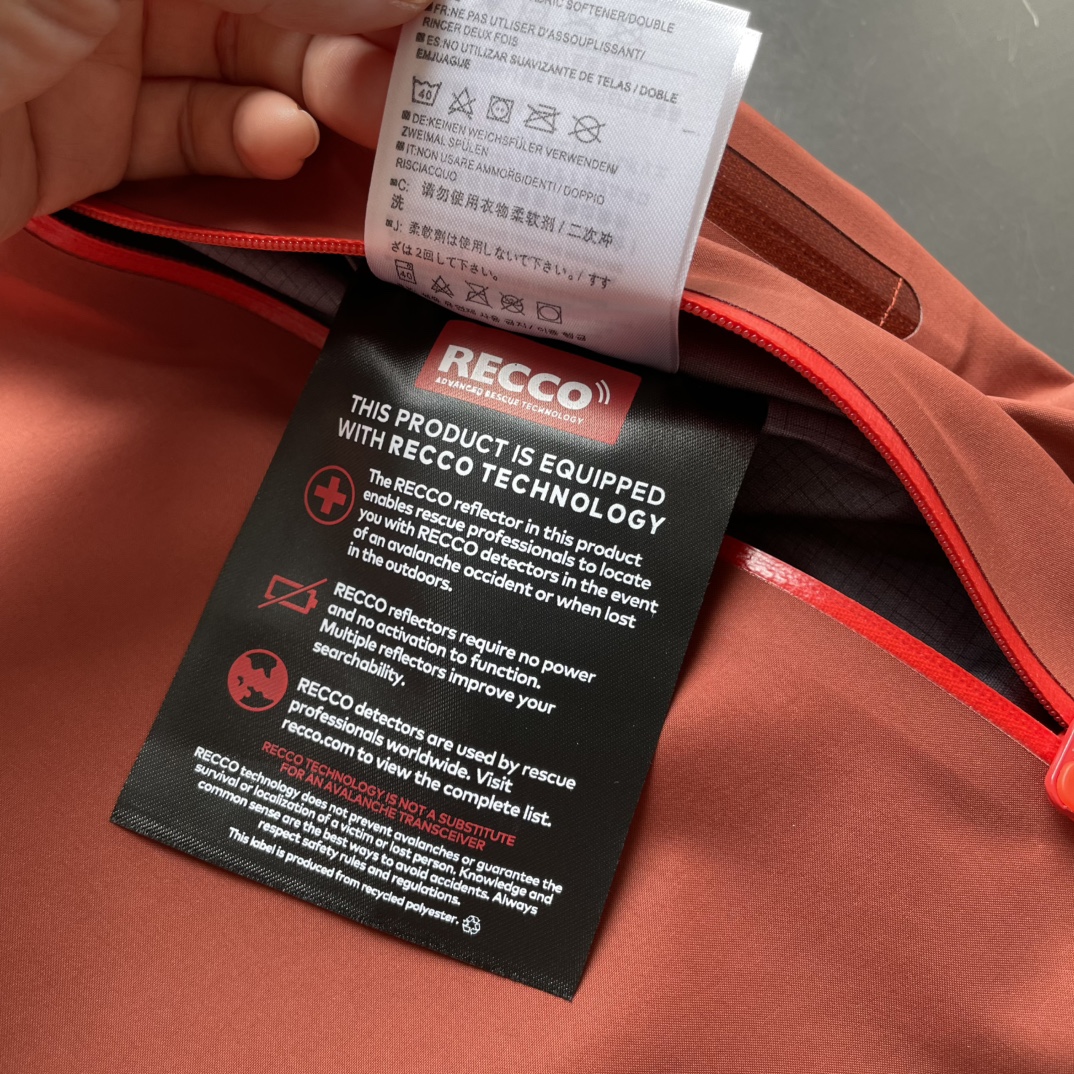 SOFTENER/DOUBLE
FR:NE PAS UTLISER D'ASSOUPLISSANT/
RINCER DEUX FOIS
ES:NO UTILIZAR SUAVIZANTE DE TELAS / DOBLE
ENJUAGUE
40
DE:KEINEN WEICHSFÜLER VERWENDEN/
ZWEIMAL SPÜLEN
IT:NON USARE AMMORBIDENTI / DOPPIO
RISCIACQUO
C: 请勿使用衣物柔软剂 / 二次冲
洗
J: 柔軟剤は使用しないで下さい。/ すす
ぎは2回して下さい。
40
RECCO
ADVANCED RESCUE TECHNOLOGY
THIS PRODUCT IS EQUIPPED
WITH RECCO TECHNOLOGY
The RECCO reflector in this product
enables rescue professionals to locate
you with RECCO detectors in the event
of an avalanche occident or when lost
in the outdoors.
RECCO reflectors require no power
and no activation to function.
Multiple reflectors improve your
searchability.
RECCO detectors are used by rescue
professionals worldwide. Visit
recco.com to view the complete list.
RECCO TECHNOLOGY IS NOT A SUBSTITUTE
FOR AN AVALANCHE TRANSCEIVER
RECCO technology does not prevent avalanches or guarantee the
survival or localization of a victim or lost person. Knowledge and
common sense are the best ways to avoid accidents. Always
respect safety rules and regulations.
This label is produced from recycled polyester.